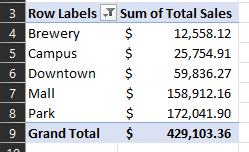 3 Row Labels Sum of Total Sales
4 Brewery $ 12,558.12
5 Campus $ 25,754.91
6 Downtown $ 59,836.27
7 Mall $ 158,912.16
8 Park $ 172,041.90
9 Grand Total $ 429,103.36